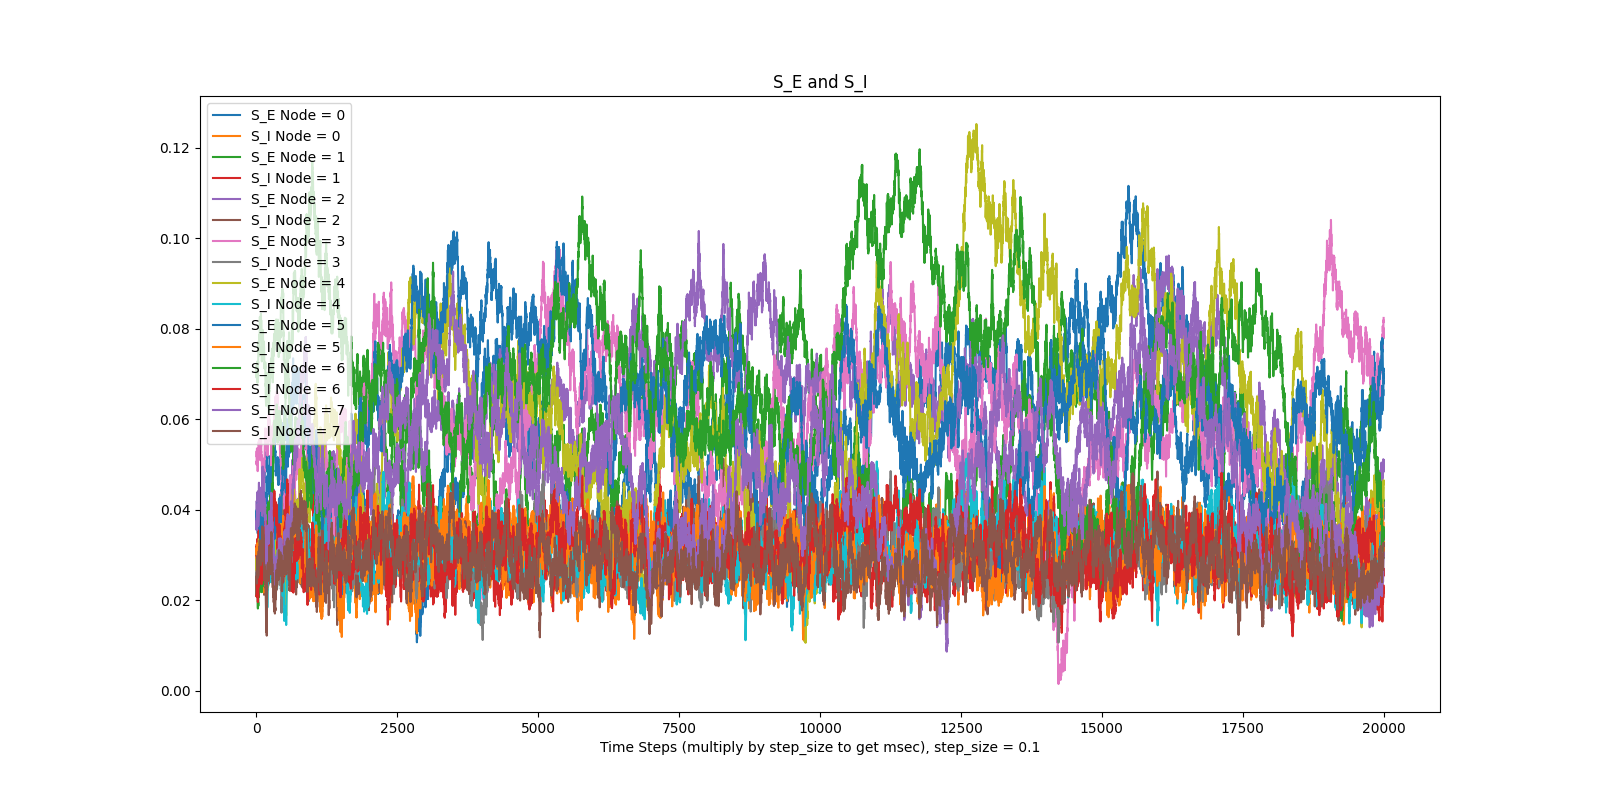 S_E and S_I
S_E Node = 0
S_I Node = 0
S_E Node = 1
S_I Node = 1
S_E Node = 2
S_I Node = 2
S_E Node = 3
S_I Node = 3
S_E Node = 4
S_I Node = 4
S_E Node = 5
S_I Node = 5
S_E Node = 6
S_I Node = 6
S_E Node = 7
S_I Node = 7
0.12
0.10
0.08
0.06
0.04
0.02
0.00
0 2500 5000 7500 10000 12500 15000 17500 20000
Time Steps (multiply by step_size to get msec), step_size = 0.1